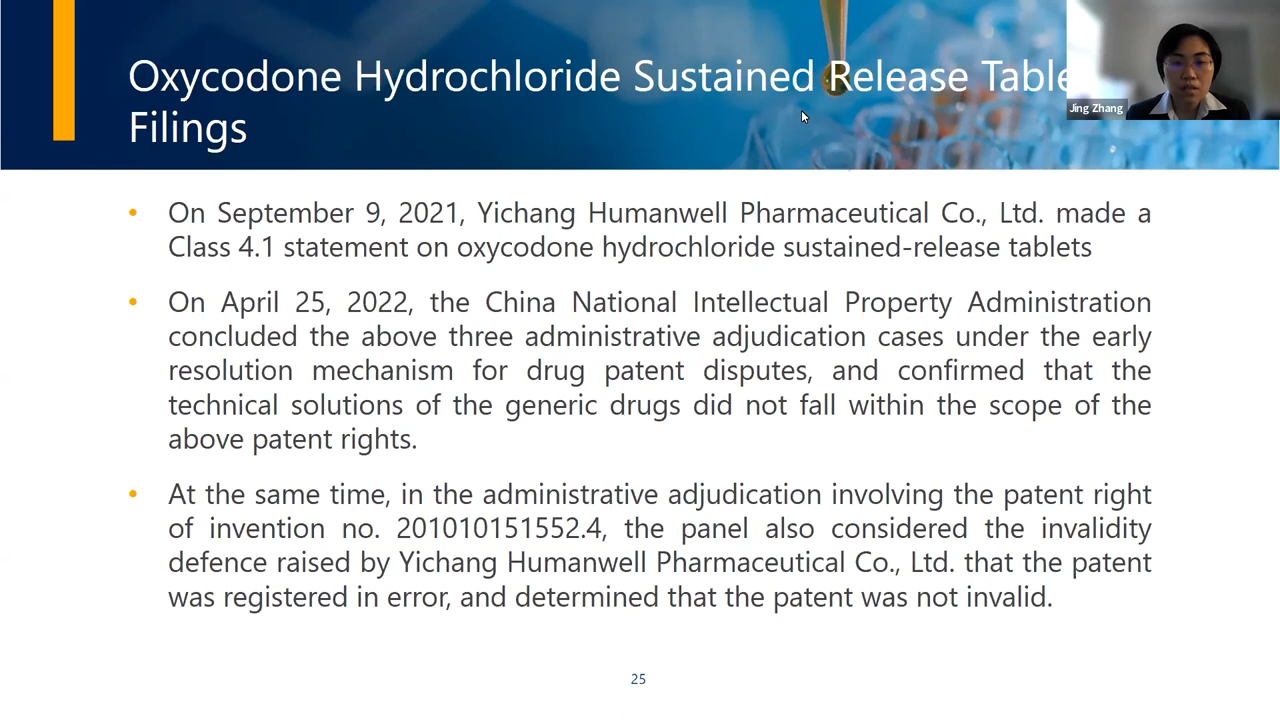 Oxycodone Hydrochloride Sustained Release
Filings
Jing Zhang
• On September 9, 2021, Yichang Humanwell Pharmaceutical Co., Ltd. made a
Class 4.1 statement on oxycodone hydrochloride sustained-release tablets
• On April 25, 2022, the China National Intellectual Property Administration
concluded the above three administrative adjudication cases under the early
resolution mechanism for drug patent disputes, and confirmed that the
technical solutions of the generic drugs did not fall within the scope of the
above patent rights.
• At the same time, in the administrative adjudication involving the patent right
of invention no. 201010151552.4, the panel also considered the invalidity
defence raised by Yichang Humanwell Pharmaceutical Co., Ltd. that the patent
was registered in error, and determined that the patent was not invalid.
25